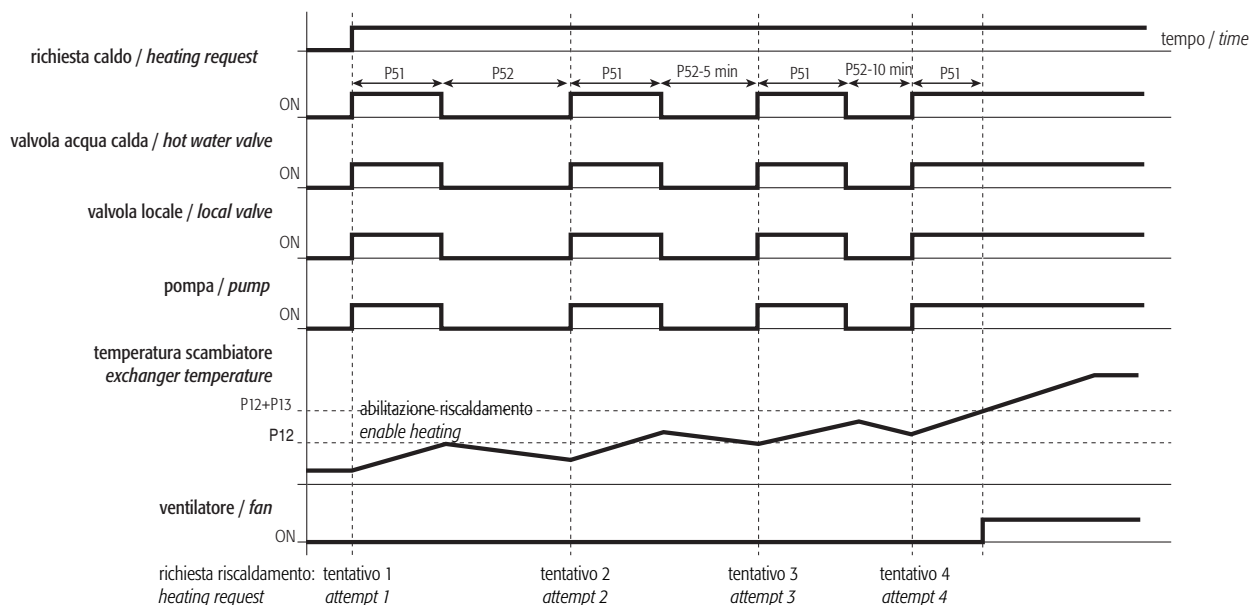 tempo / time
richiesta caldo / heating request
P51 P52 P51 P52-5 min P51 P52-10 min P51
ON
valvola acqua calda / hot water valve
ON
valvola locale / local valve
ON
pompa / pump
ON
temperatura scambiatore
exchanger temperature
P12+P13
abilitazione riscaldamento
enable heating
P12
ventilatore / fan
ON
richiesta riscaldamento: tentativo 1 tentativo 2 tentativo 3 tentativo 4
heating request attempt 1 attempt 2 attempt 3 attempt 4